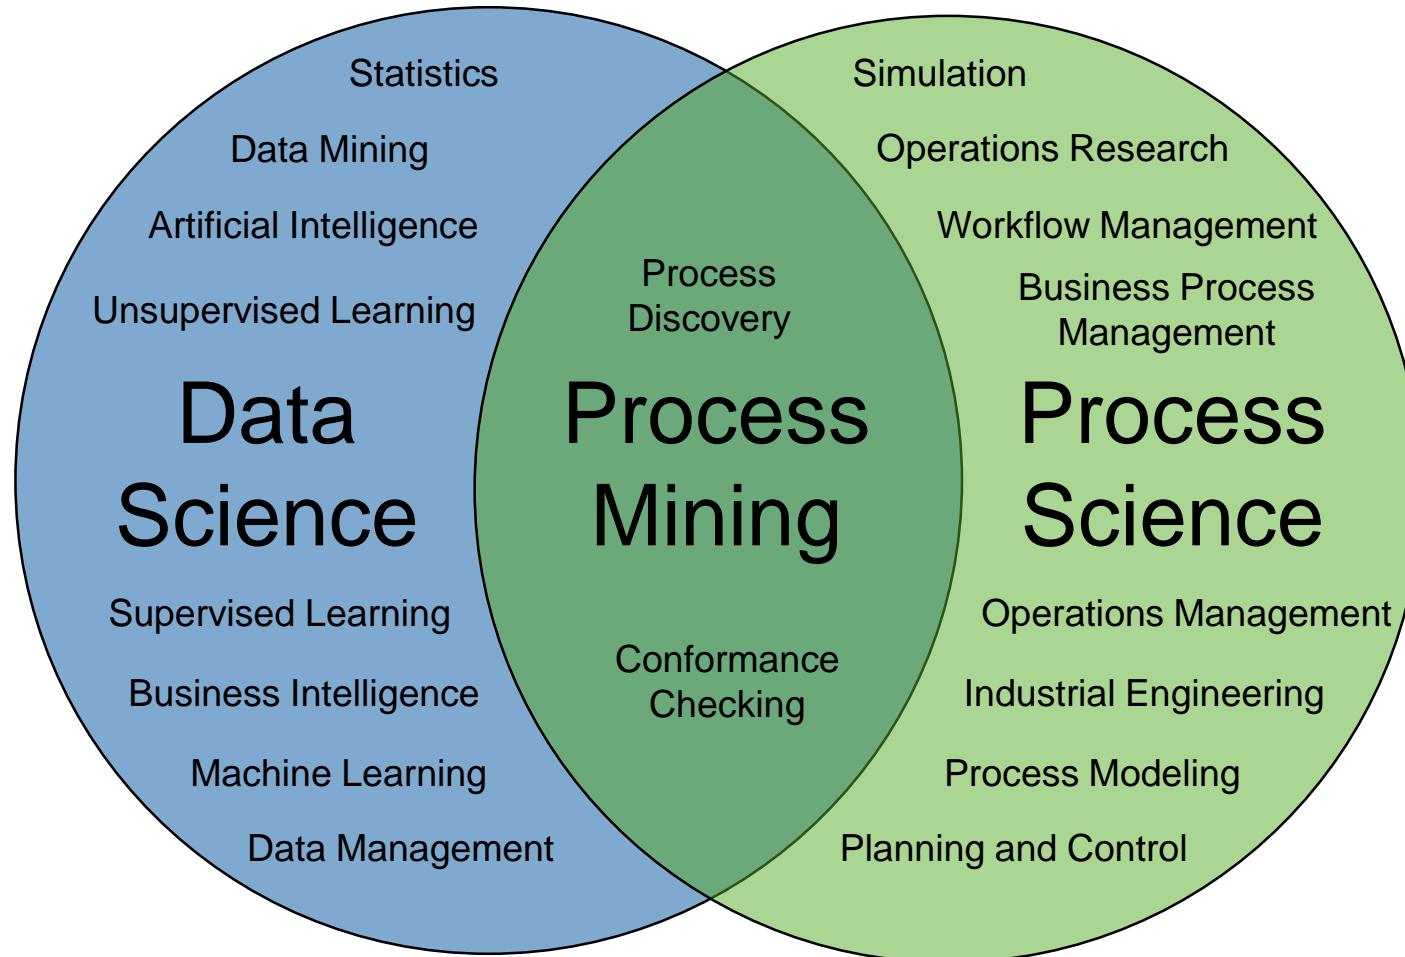 Statistics
Data Mining
Artificial Intelligence
Unsupervised Learning
Data
Science
Supervised Learning
Business Intelligence
Machine Learning
Data Management
Process
Discovery
Process
Mining
Conformance
Checking
Simulation
Operations Research
Workflow Management
Business Process
Management
Process
Science
Operations Management
Industrial Engineering
Process Modeling
Planning and Control